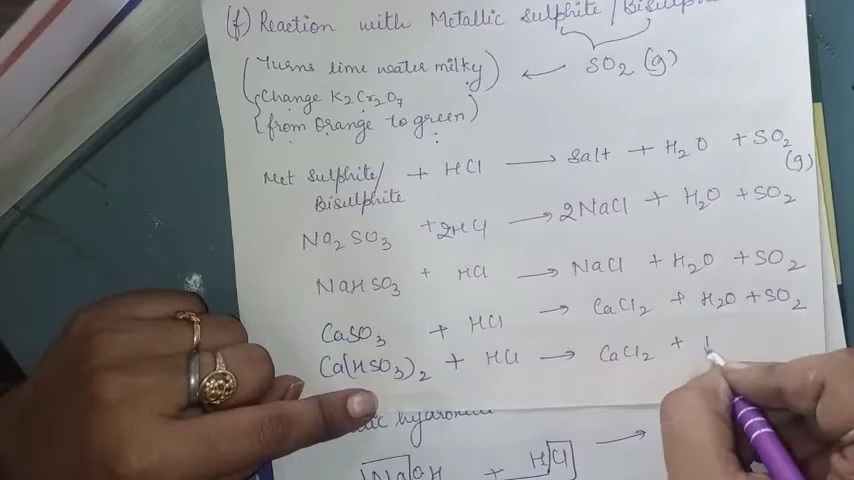 (f) Reaction with Metallic sulphite / Bisulph
(Turns lime water milky) ← SO2 (g)
{Change K2Cr2O7
from Orange to green)
Met sulphite/ + HCl → Salt + H2O + SO2 (g)
Bisulphite
Na2SO3 + 2HCl → 2NaCl + H2O + SO2
NaHSO3 + HCl → NaCl + H2O + SO2
CaSO3 + HCl → CaCl2 + H2O + SO2
Ca(HSO3)2 + HCl → CaCl2 +
NaOH + HCl →